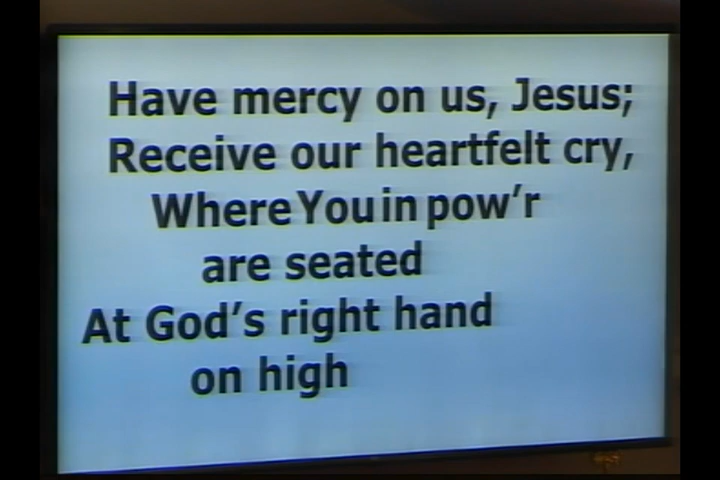 Have mercy on us, Jesus;
Receive our heartfelt cry,
Where You in pow'r
are seated
At God's right hand
on high